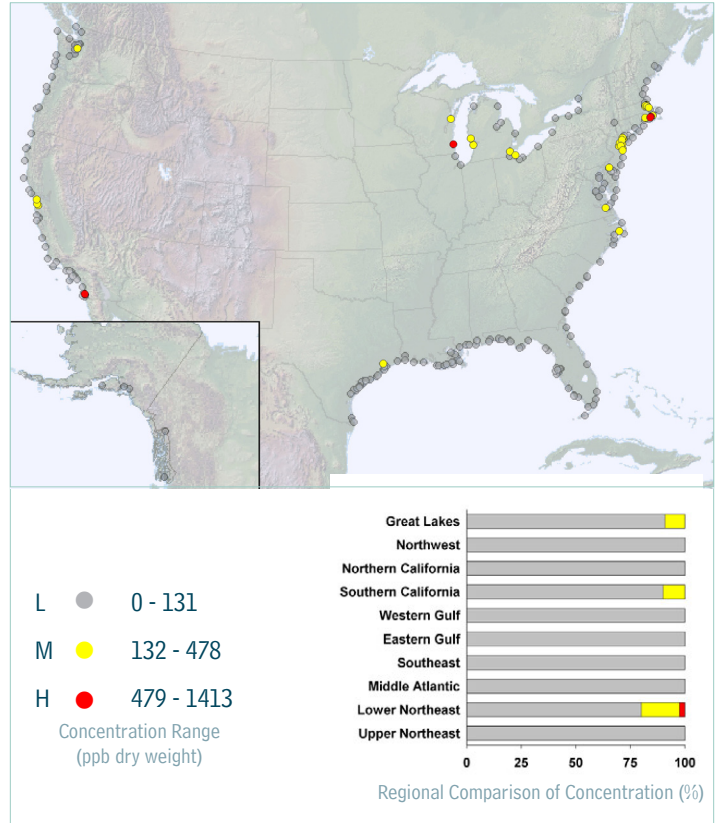 Great Lakes
Northwest
Northern California
Southern California
Western Gulf
Eastern Gulf
Southeast
Middle Atlantic
Lower Northeast
Upper Northeast
0 25 50 75 100
Regional Comparison of Concentration (%)
L 0 - 131
M 132 - 478
H 479 - 1413
Concentration Range
(ppb dry weight)